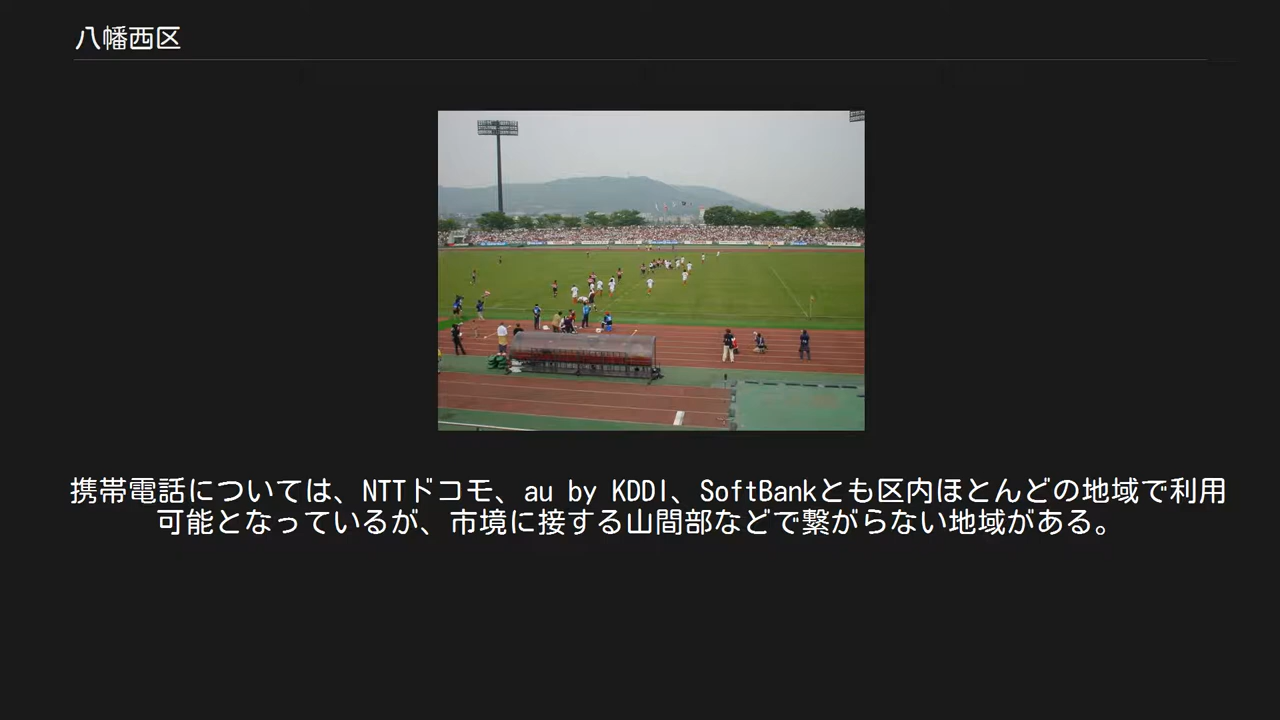 八幡西区
携帯電話については、NTTドコモ、au by KDDI、SoftBankとも区内ほとんどの地域で利用
可能となっているが、市境に接する山間部などで繋がらない地域がある。